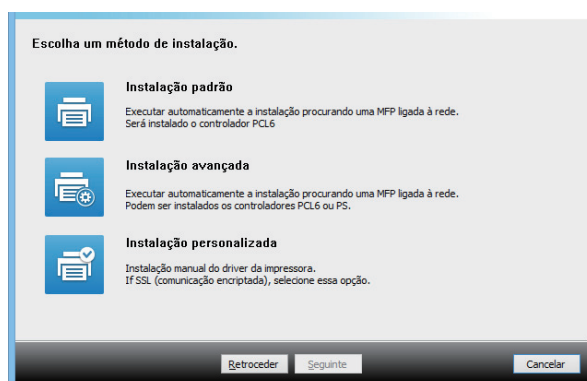 Escolha um método de instalação.
Instalação padrão
Executar automaticamente a instalação procurando uma MFP ligada à rede.
Será instalado o controlador PCL6
Instalação avançada
Executar automaticamente a instalação procurando uma MFP ligada à rede.
Podem ser instalados os controladores PCL6 ou PS.
Instalação personalizada
Instalação manual do driver da impressora.
If SSL (comunicação encriptada), selecione essa opção.
Retroceder Seguinte Cancelar